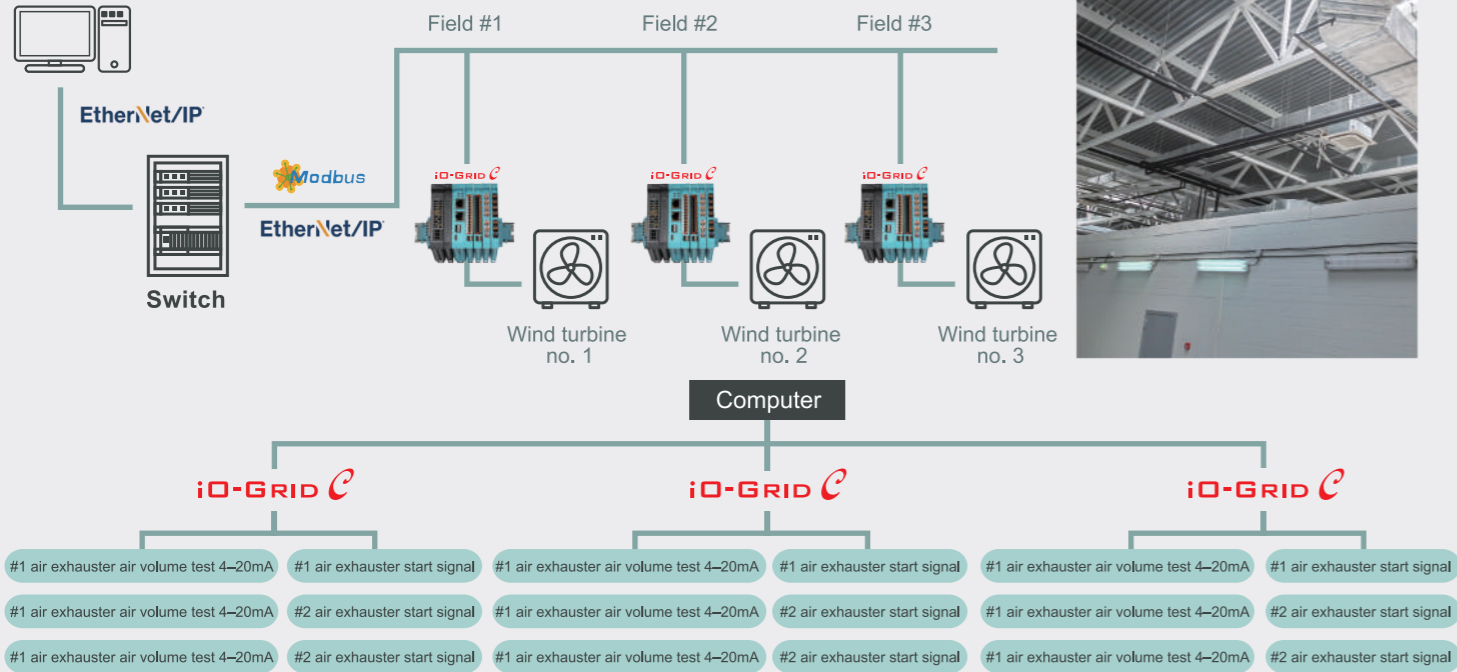 Field #1
Field #2
Field #3
EtherNet/IP
Modbus
EtherNet/IP
Switch
iO-GRID C
iO-GRID C
iO-GRID C
Wind turbine
no. 1
Wind turbine
no. 2
Wind turbine
no. 3
Computer
iO-GRID C
iO-GRID C
iO-GRID C
#1 air exhauster air volume test 4–20mA
#1 air exhauster start signal
#1 air exhauster air volume test 4–20mA
#1 air exhauster start signal
#1 air exhauster air volume test 4–20mA
#1 air exhauster start signal
#1 air exhauster air volume test 4–20mA
#2 air exhauster start signal
#1 air exhauster air volume test 4–20mA
#2 air exhauster start signal
#1 air exhauster air volume test 4–20mA
#2 air exhauster start signal
#1 air exhauster air volume test 4–20mA
#2 air exhauster start signal
#1 air exhauster air volume test 4–20mA
#2 air exhauster start signal
#1 air exhauster air volume test 4–20mA
#2 air exhauster start signal